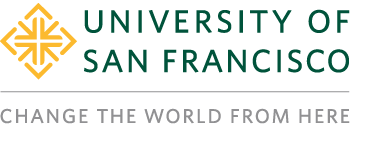 UNIVERSITY OF
SAN FRANCISCO
CHANGE THE WORLD FROM HERE